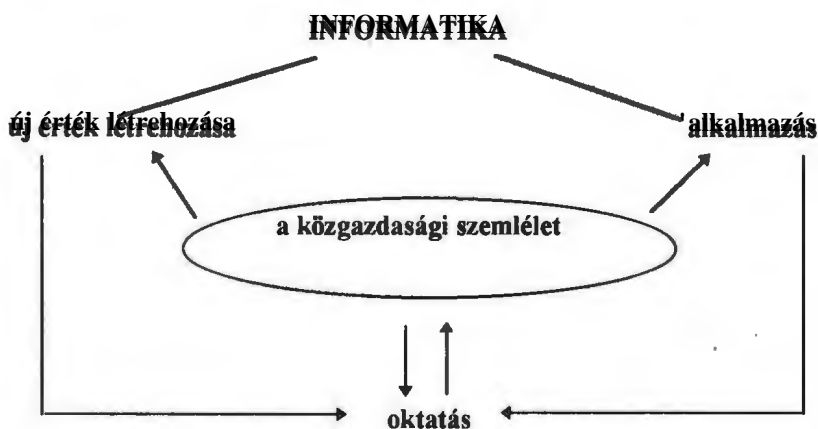 INFORMATIKA
új érték létrehozása
alkalmazás
a közgazdasági szemlélet
oktatás